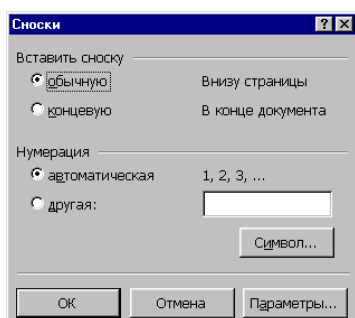 Сноски
Вставить сноску
обычную Внизу страницы
концевую В конце документа
Нумерация
автоматическая 1, 2, 3, ...
другая:
Символ...
ОК Отмена Параметры...